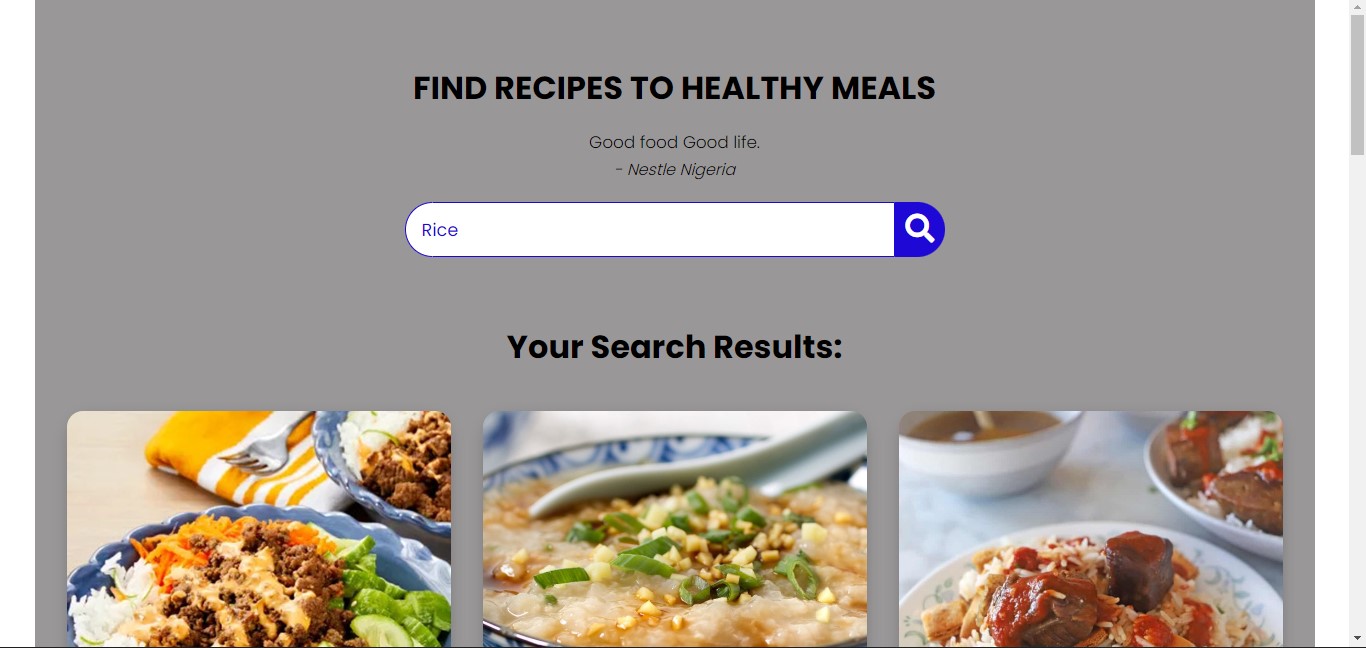 FIND RECIPES TO HEALTHY MEALS
Good food Good life.
- Nestle Nigeria
Rice
Your Search Results: